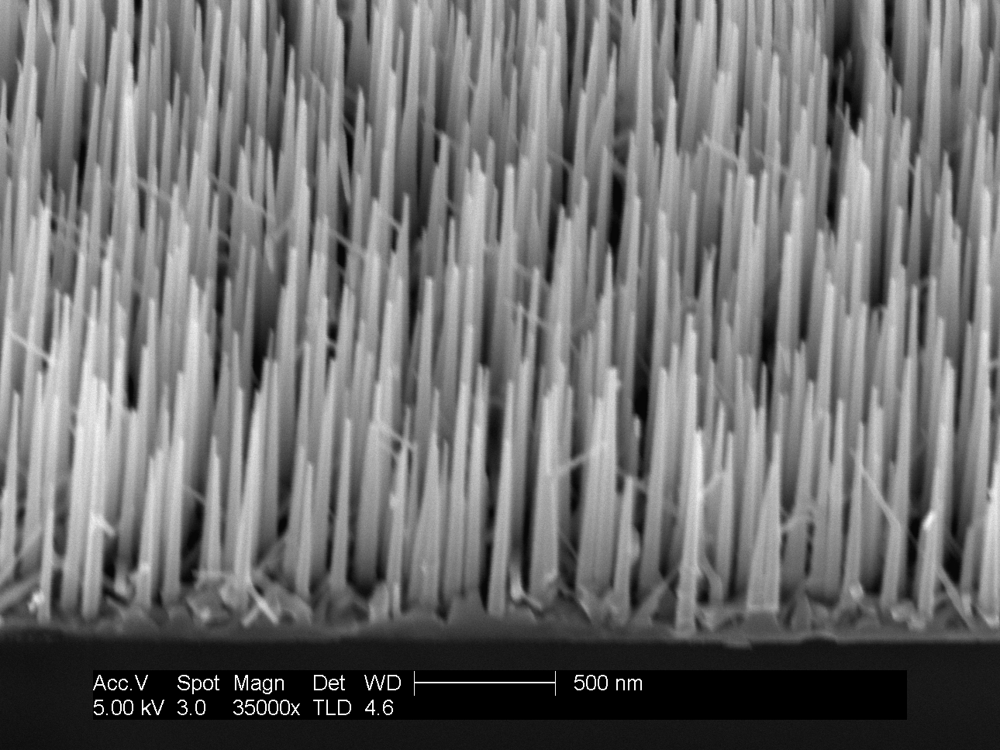 Acc.V Spot Magn Det WD 500 nm
5.00 kV 3.0 35000x TLD 4.6